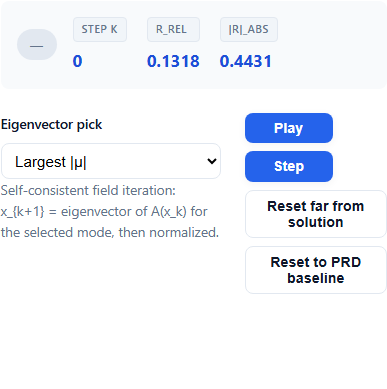 —
STEP K
R_REL
|R|_ABS
0
0.1318
0.4431
Eigenvector pick
Largest |μ|
Self-consistent field iteration:
x_{k+1} = eigenvector of A(x_k) for
the selected mode, then normalized.
Play
Step
Reset far from
solution
Reset to PRD
baseline